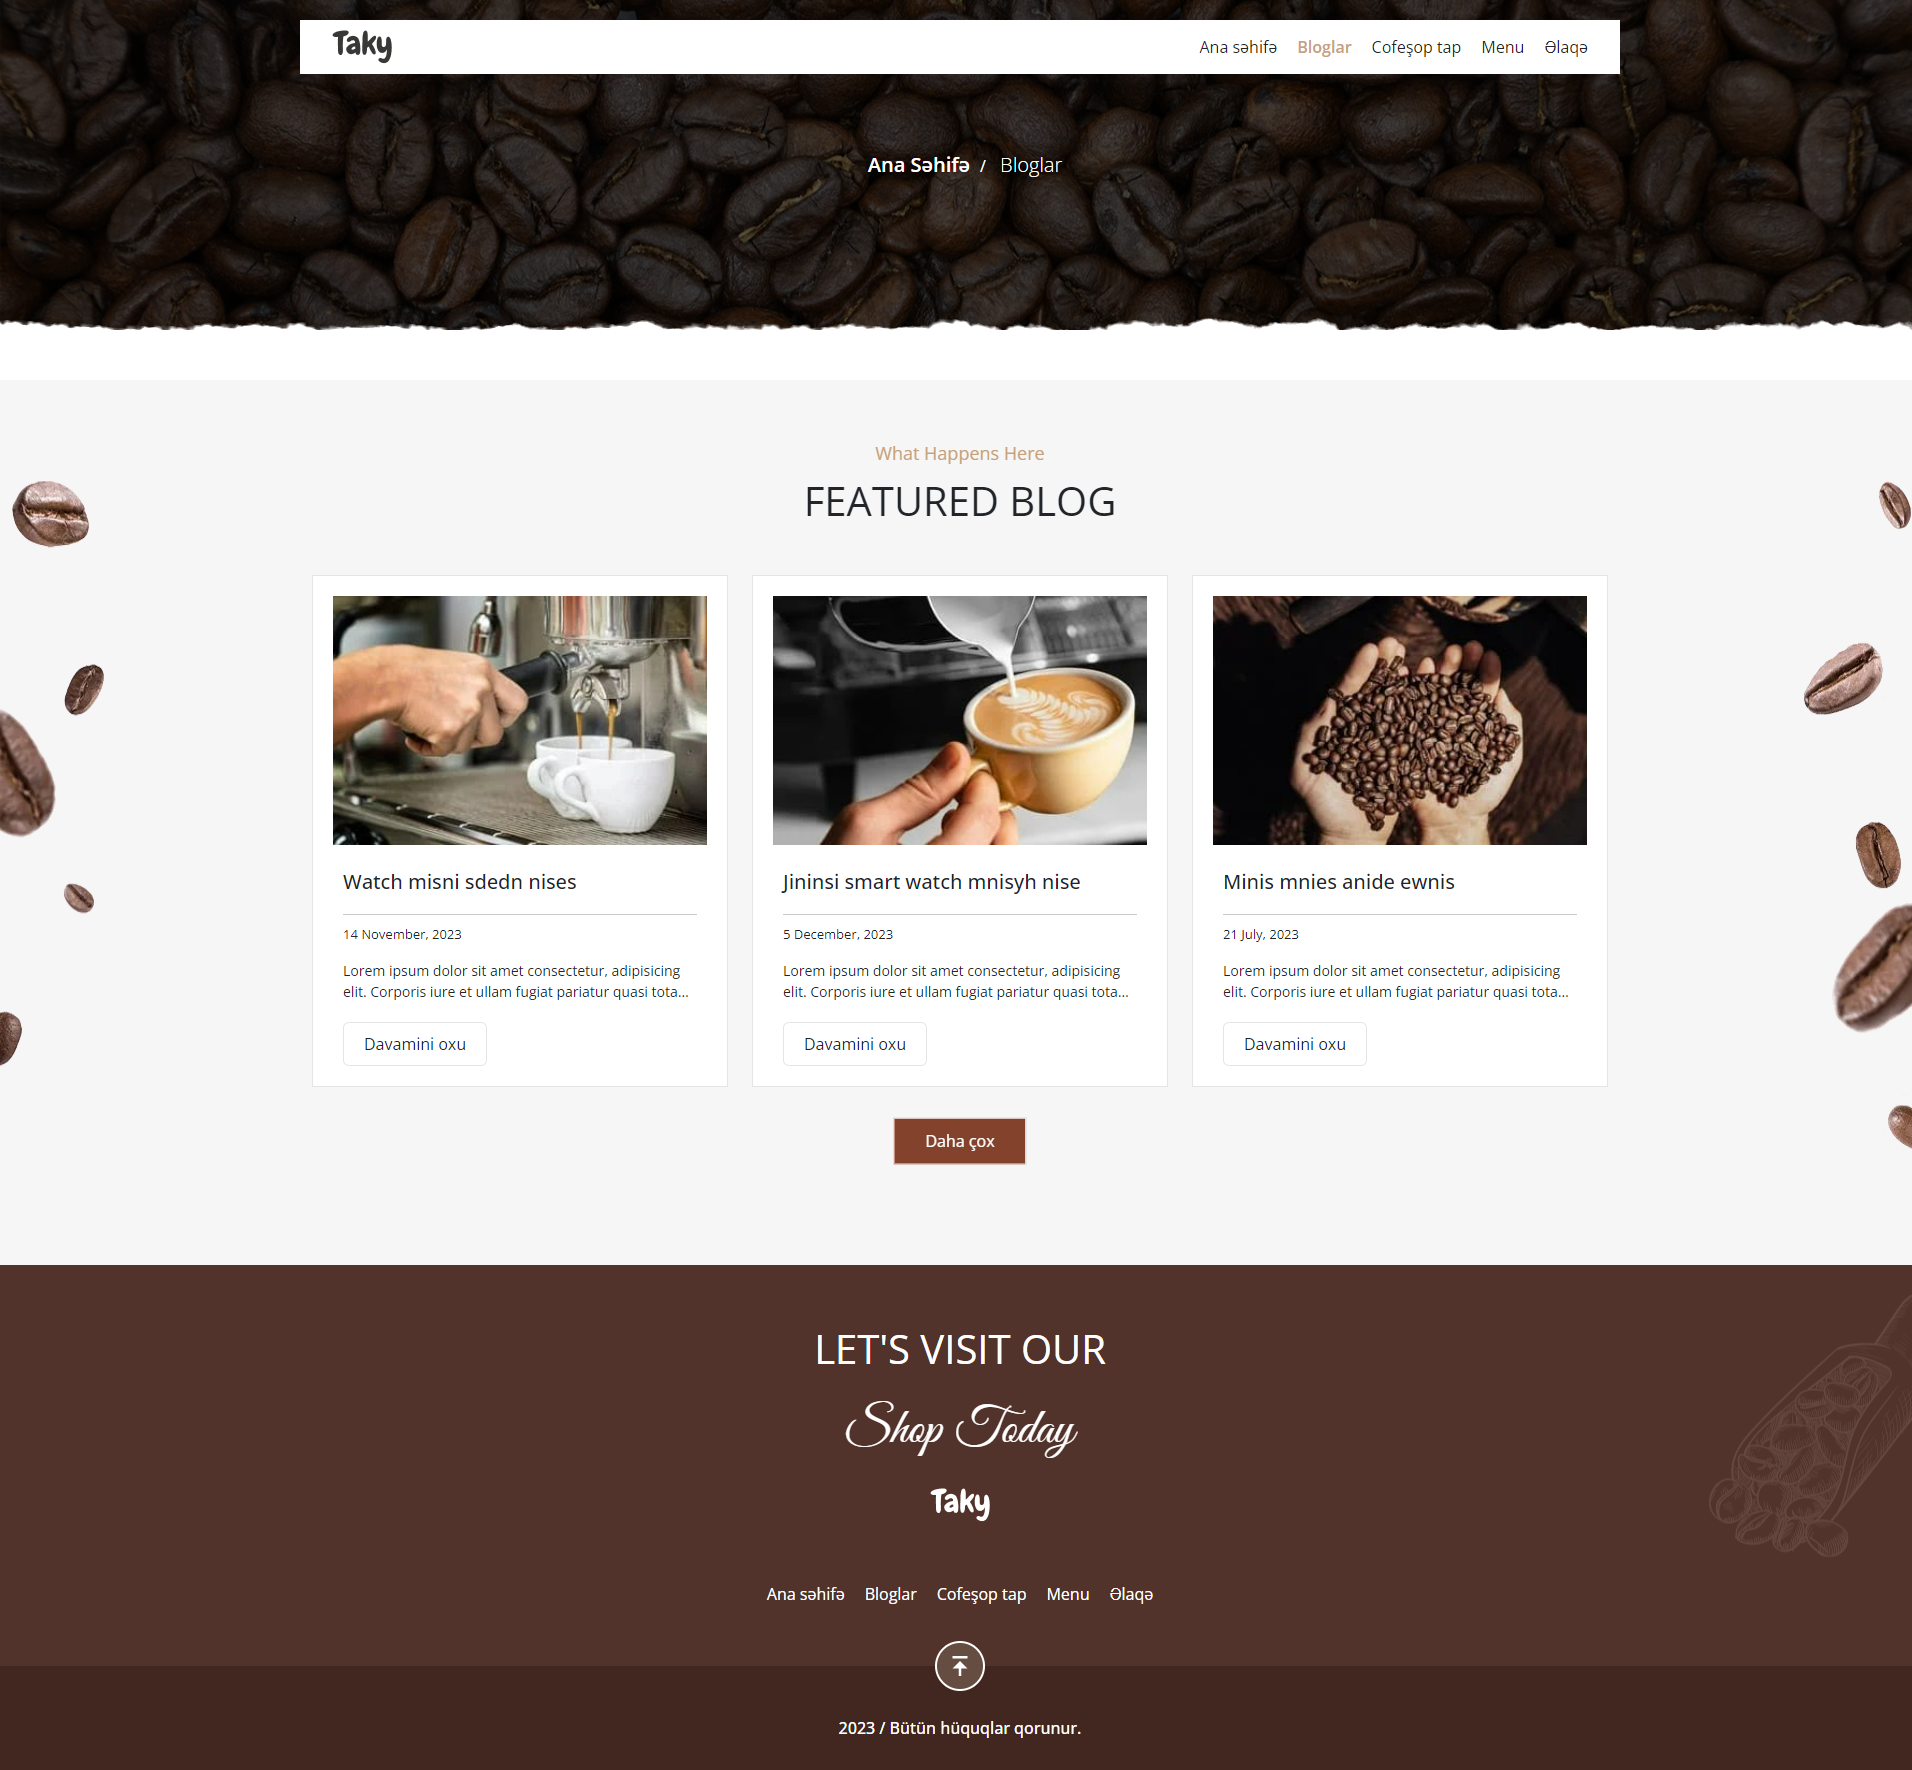 Taky
Ana səhifə Bloglar Cofeşop tap Menu Əlaqə
Ana Səhifə / Bloglar
What Happens Here
FEATURED BLOG
Watch misni sdedn nises
14 November, 2023
Lorem ipsum dolor sit amet consectetur, adipisicing
elit. Corporis iure et ullam fugiat pariatur quasi tota...
Davamini oxu
Jininsi smart watch mnisyh nise
5 December, 2023
Lorem ipsum dolor sit amet consectetur, adipisicing
elit. Corporis iure et ullam fugiat pariatur quasi tota...
Davamini oxu
Minis mnies anide ewnis
21 July, 2023
Lorem ipsum dolor sit amet consectetur, adipisicing
elit. Corporis iure et ullam fugiat pariatur quasi tota...
Davamini oxu
Daha çox
LET'S VISIT OUR
Shop Today
Taky
Ana səhifə Bloglar Cofeşop tap Menu Əlaqə
2023 / Bütün hüquqlar qorunur.